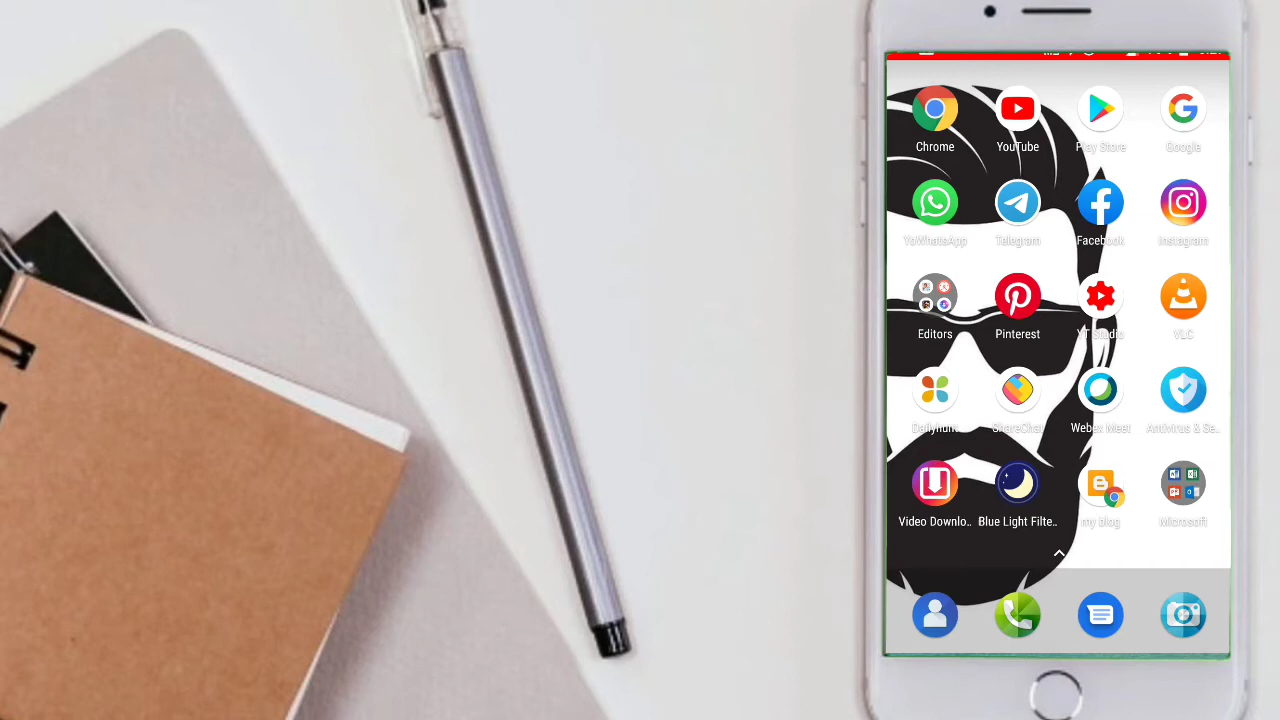 Chrome YouTube Play Store Google
YoWhatsApp Telegram Facebook Instagram
Editors Pinterest YT Studio VLC
Dailyhunt ShareChat Webex Meet Antivirus & Se..
Video Downlo.. Blue Light Filte.. my blog Microsoft